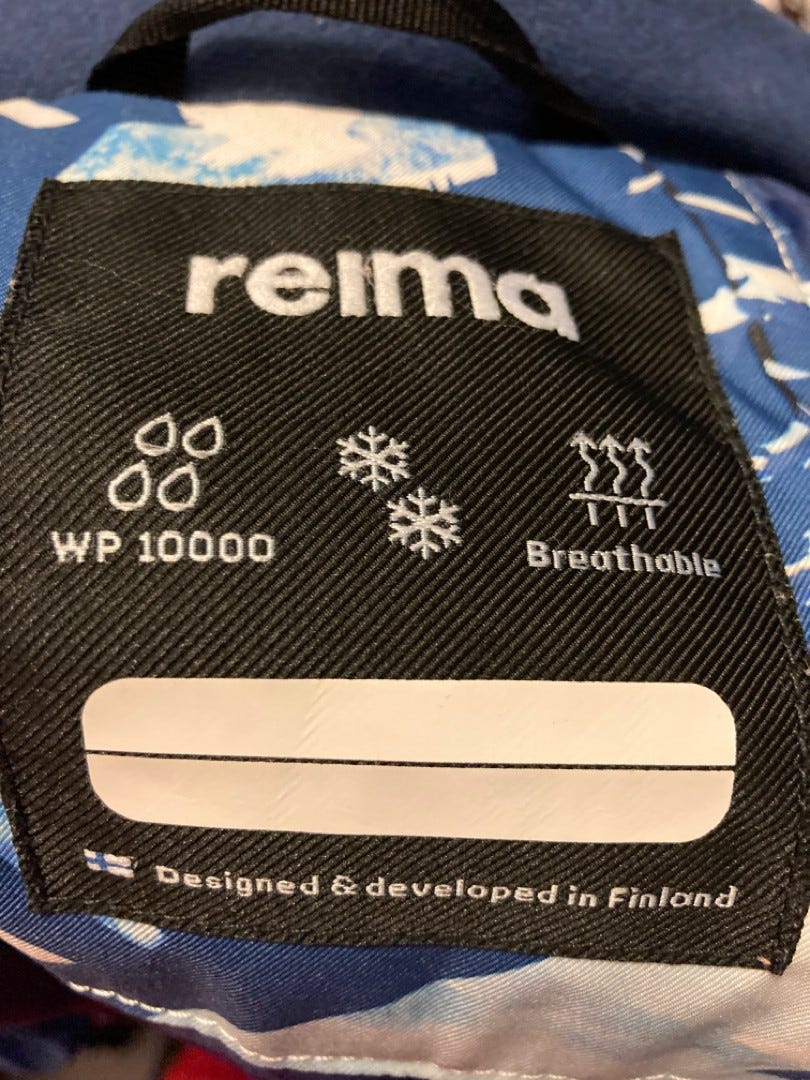 reima
WP 10000
Breathable
Designed & developed in Finland